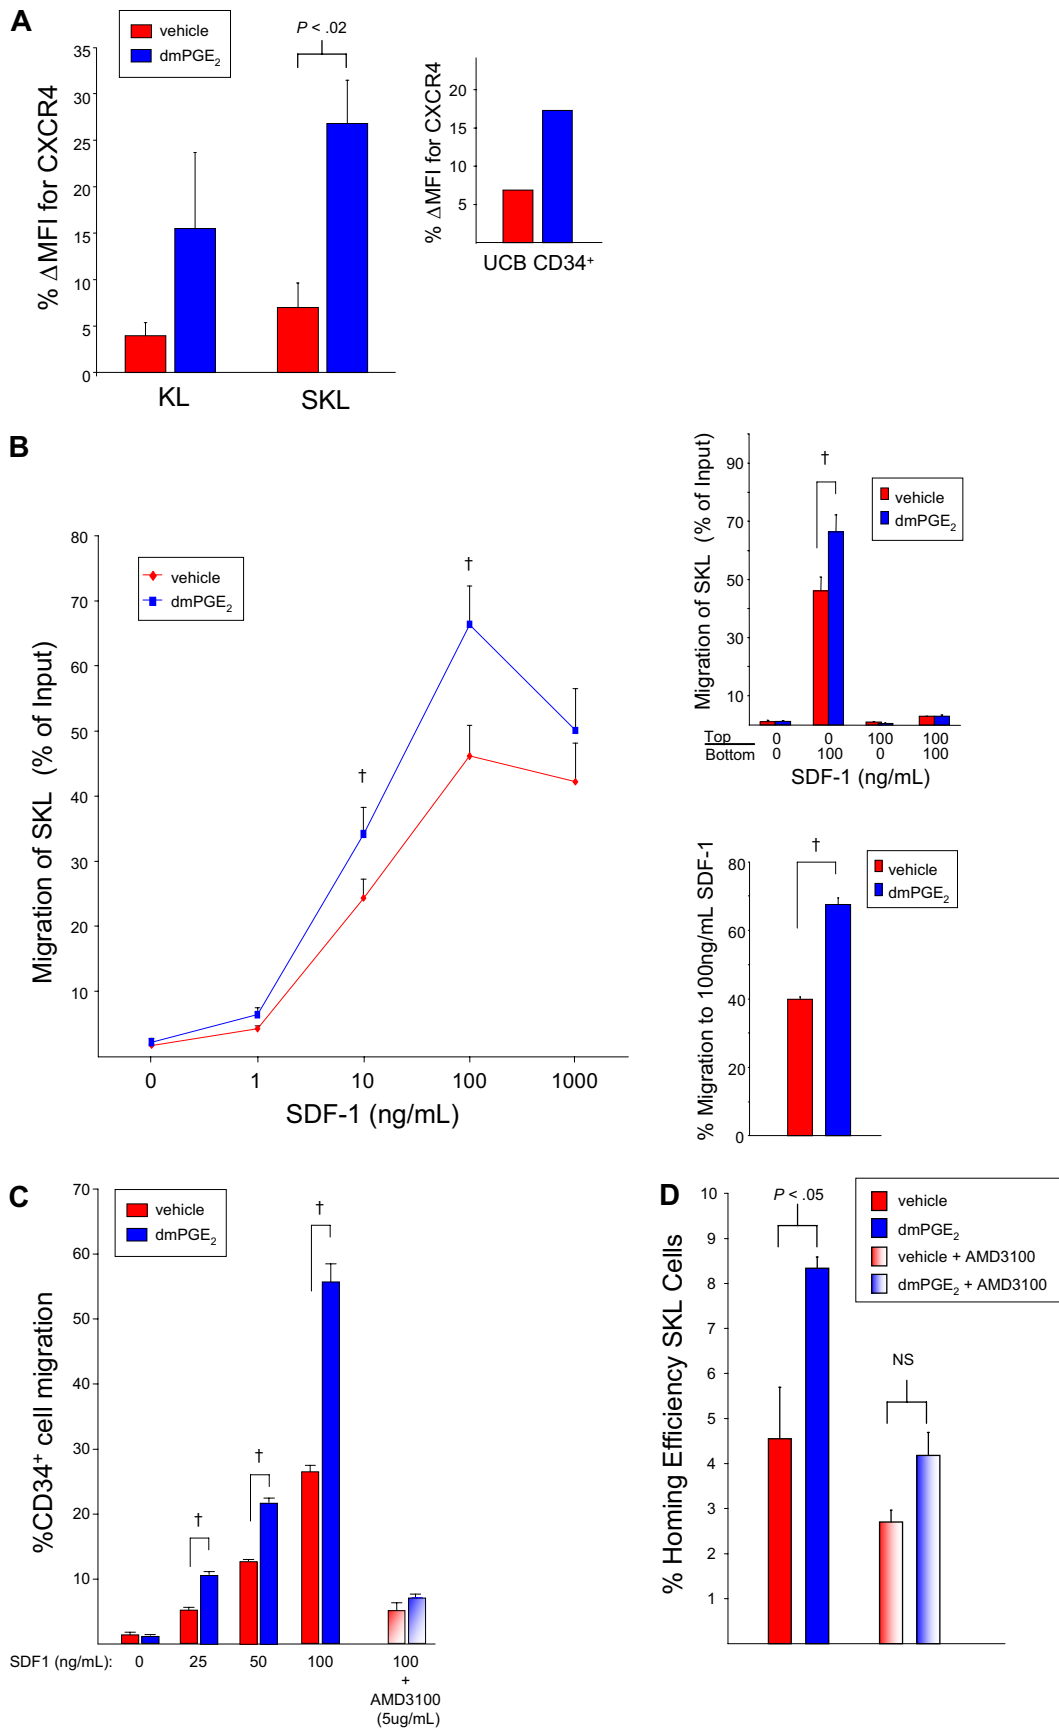 A
vehicle
dmPGE2
P < .02
% ΔMFI for CXCR4
35
30
25
20
15
10
5
0
KL
SKL
% ΔMFI for CXCR4
20
15
10
5
UCB CD34+
B
vehicle
dmPGE2
Migration of SKL (% of Input)
80
70
60
50
40
30
20
10
†
†
0
1
10
100
1000
SDF-1 (ng/mL)
Migration of SKL (% of Input)
90
70
50
30
10
†
vehicle
dmPGE2
Top 0 0 100 100
Bottom 0 100 0 100
SDF-1 (ng/mL)
% Migration to 100ng/mL SDF-1
80
60
40
20
0
†
vehicle
dmPGE2
C
vehicle
dmPGE2
%CD34+ cell migration
70
60
50
40
30
20
10
†
†
†
SDF1 (ng/mL): 0 25 50 100 100
+
AMD3100
(5ug/mL)
D
% Homing Efficiency SKL Cells
10
9
8
7
6
5
4
3
2
1
P < .05
NS
vehicle
dmPGE2
vehicle + AMD3100
dmPGE2 + AMD3100